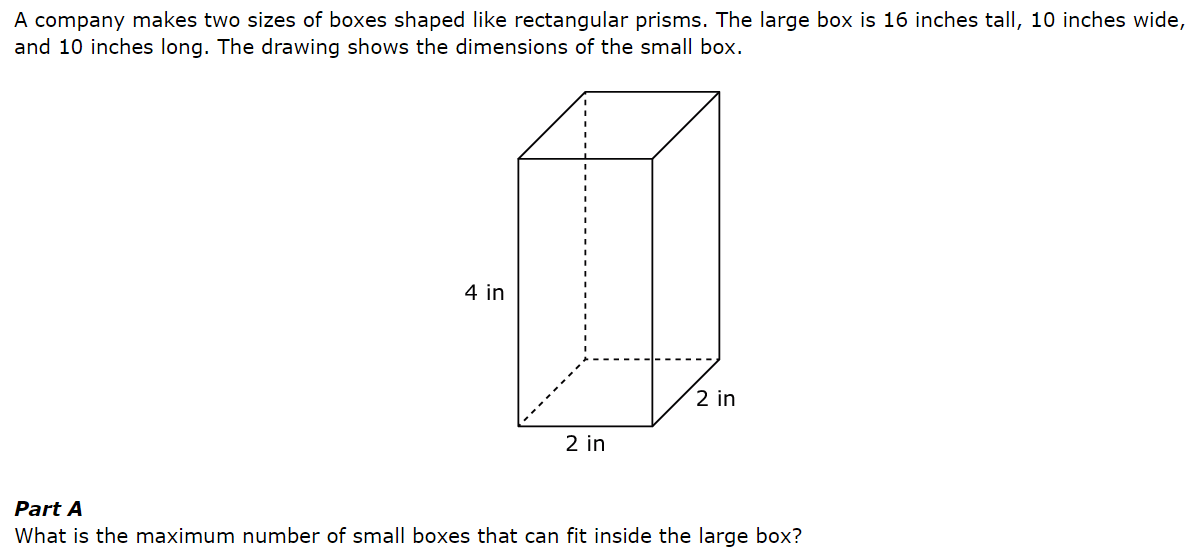 A company makes two sizes of boxes shaped like rectangular prisms. The large box is 16 inches tall, 10 inches wide,
and 10 inches long. The drawing shows the dimensions of the small box.
4 in
2 in
2 in
Part A
What is the maximum number of small boxes that can fit inside the large box?